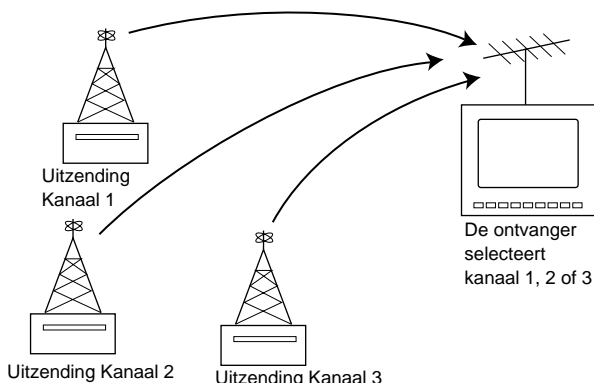 Uitzending
Kanaal 1
De ontvanger
selecteert
kanaal 1, 2 of 3
Uitzending Kanaal 2
Uitzending Kanaal 3